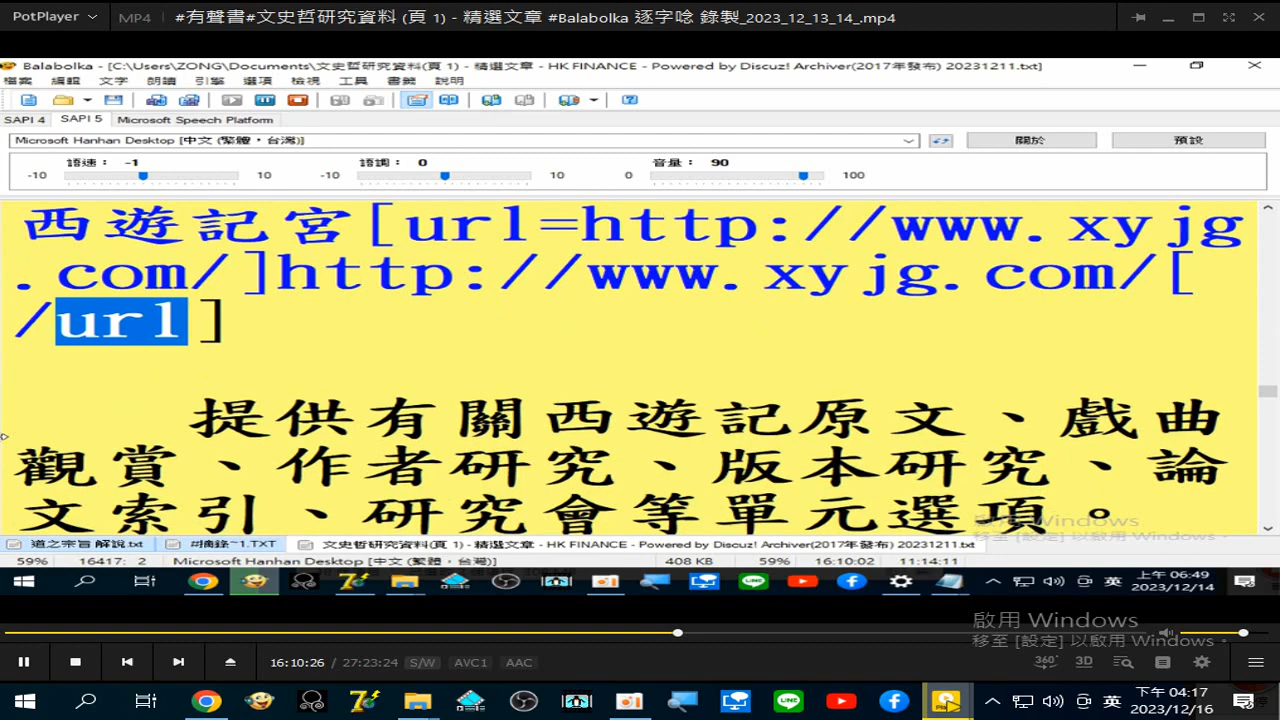 PotPlayer MP4 #有聲書#文史哲研究資料 (頁 1) - 精選文章 #Balabolka 逐字唸 錄製_2023_12_13_14_.mp4
Balabolka - [C:\Users\ZONG\Documents\文史哲研究資料(頁 1) - 精選文章 - HK FINANCE - Powered by Discuz! Archiver(2017年發布) 20231211.txt]
檔案 編輯 文字 朗讀 引擎 選項 檢視 工具 書籤 說明
SAPI 4 SAPI 5 Microsoft Speech Platform
Microsoft Hanhan Desktop [中文 (繁體，台灣)] 關於 預設
語速： -1 語調： 0 音量： 90
-10 10 -10 10 0 100
西遊記宮[url=http://www.xyjg
.com/]http://www.xyjg.com/[
/url]
提供有關西遊記原文、戲曲
觀賞、作者研究、版本研究、論
文索引、研究會等單元選項。
啟用 Windows
移至 [設定] 以啟用 Windows。
道之宗旨 解說.txt #摘錄~1.TXT 文史哲研究資料(頁 1) - 精選文章 - HK FINANCE - Powered by Discuz! Archiver(2017年發布) 20231211.txt
59% 16417: 2 Microsoft Hanhan Desktop [中文 (繁體，台灣)] 408 KB 59% 16:10:02 11:14:11
英 上午 06:49
2023/12/14
啟用 Windows
移至 [設定] 以啟用 Windows。
16:10:26 / 27:23:24 S/W AVC1 AAC 360° 3D
英 下午 04:17
2023/12/16